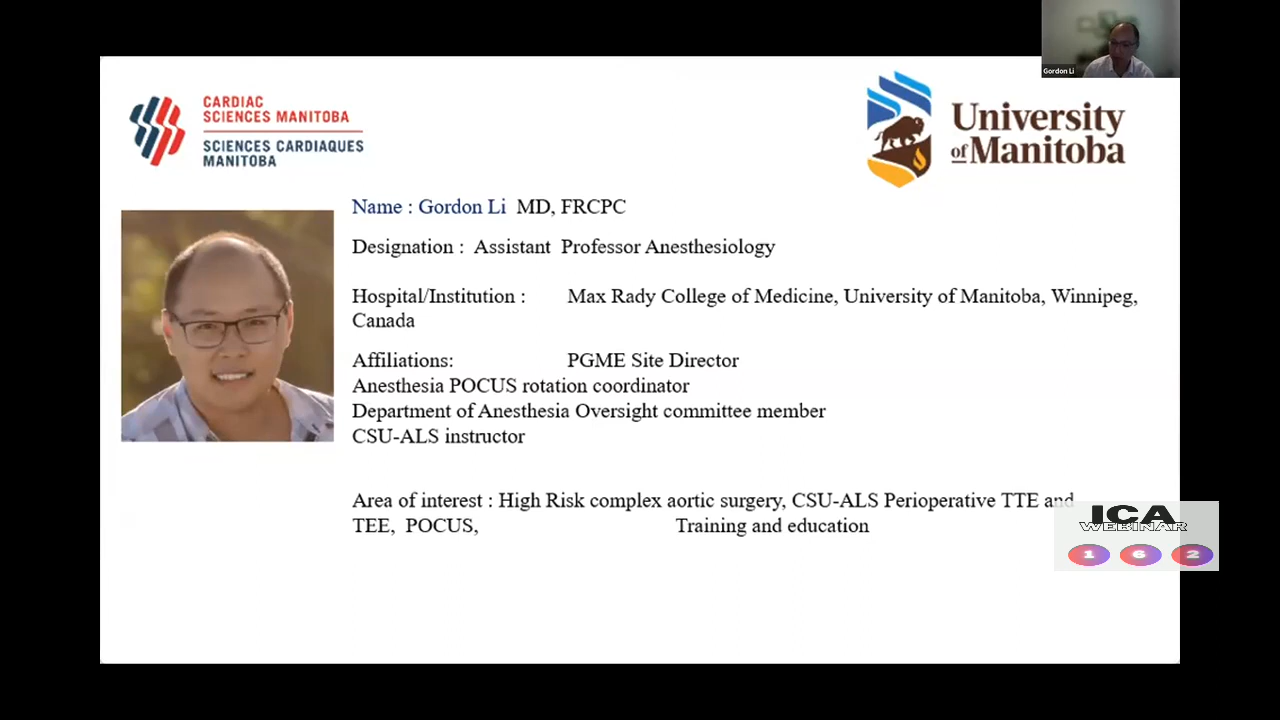 Gordon Li
CARDIAC
SCIENCES MANITOBA
SCIENCES CARDIAQUES
MANITOBA
University
of Manitoba
Name : Gordon Li MD, FRCPC
Designation : Assistant Professor Anesthesiology
Hospital/Institution : Max Rady College of Medicine, University of Manitoba, Winnipeg,
Canada
Affiliations: PGME Site Director
Anesthesia POCUS rotation coordinator
Department of Anesthesia Oversight committee member
CSU-ALS instructor
Area of interest : High Risk complex aortic surgery, CSU-ALS Perioperative TTE and
TEE, POCUS, Training and education
ICA
WEBINAR
1 6 2